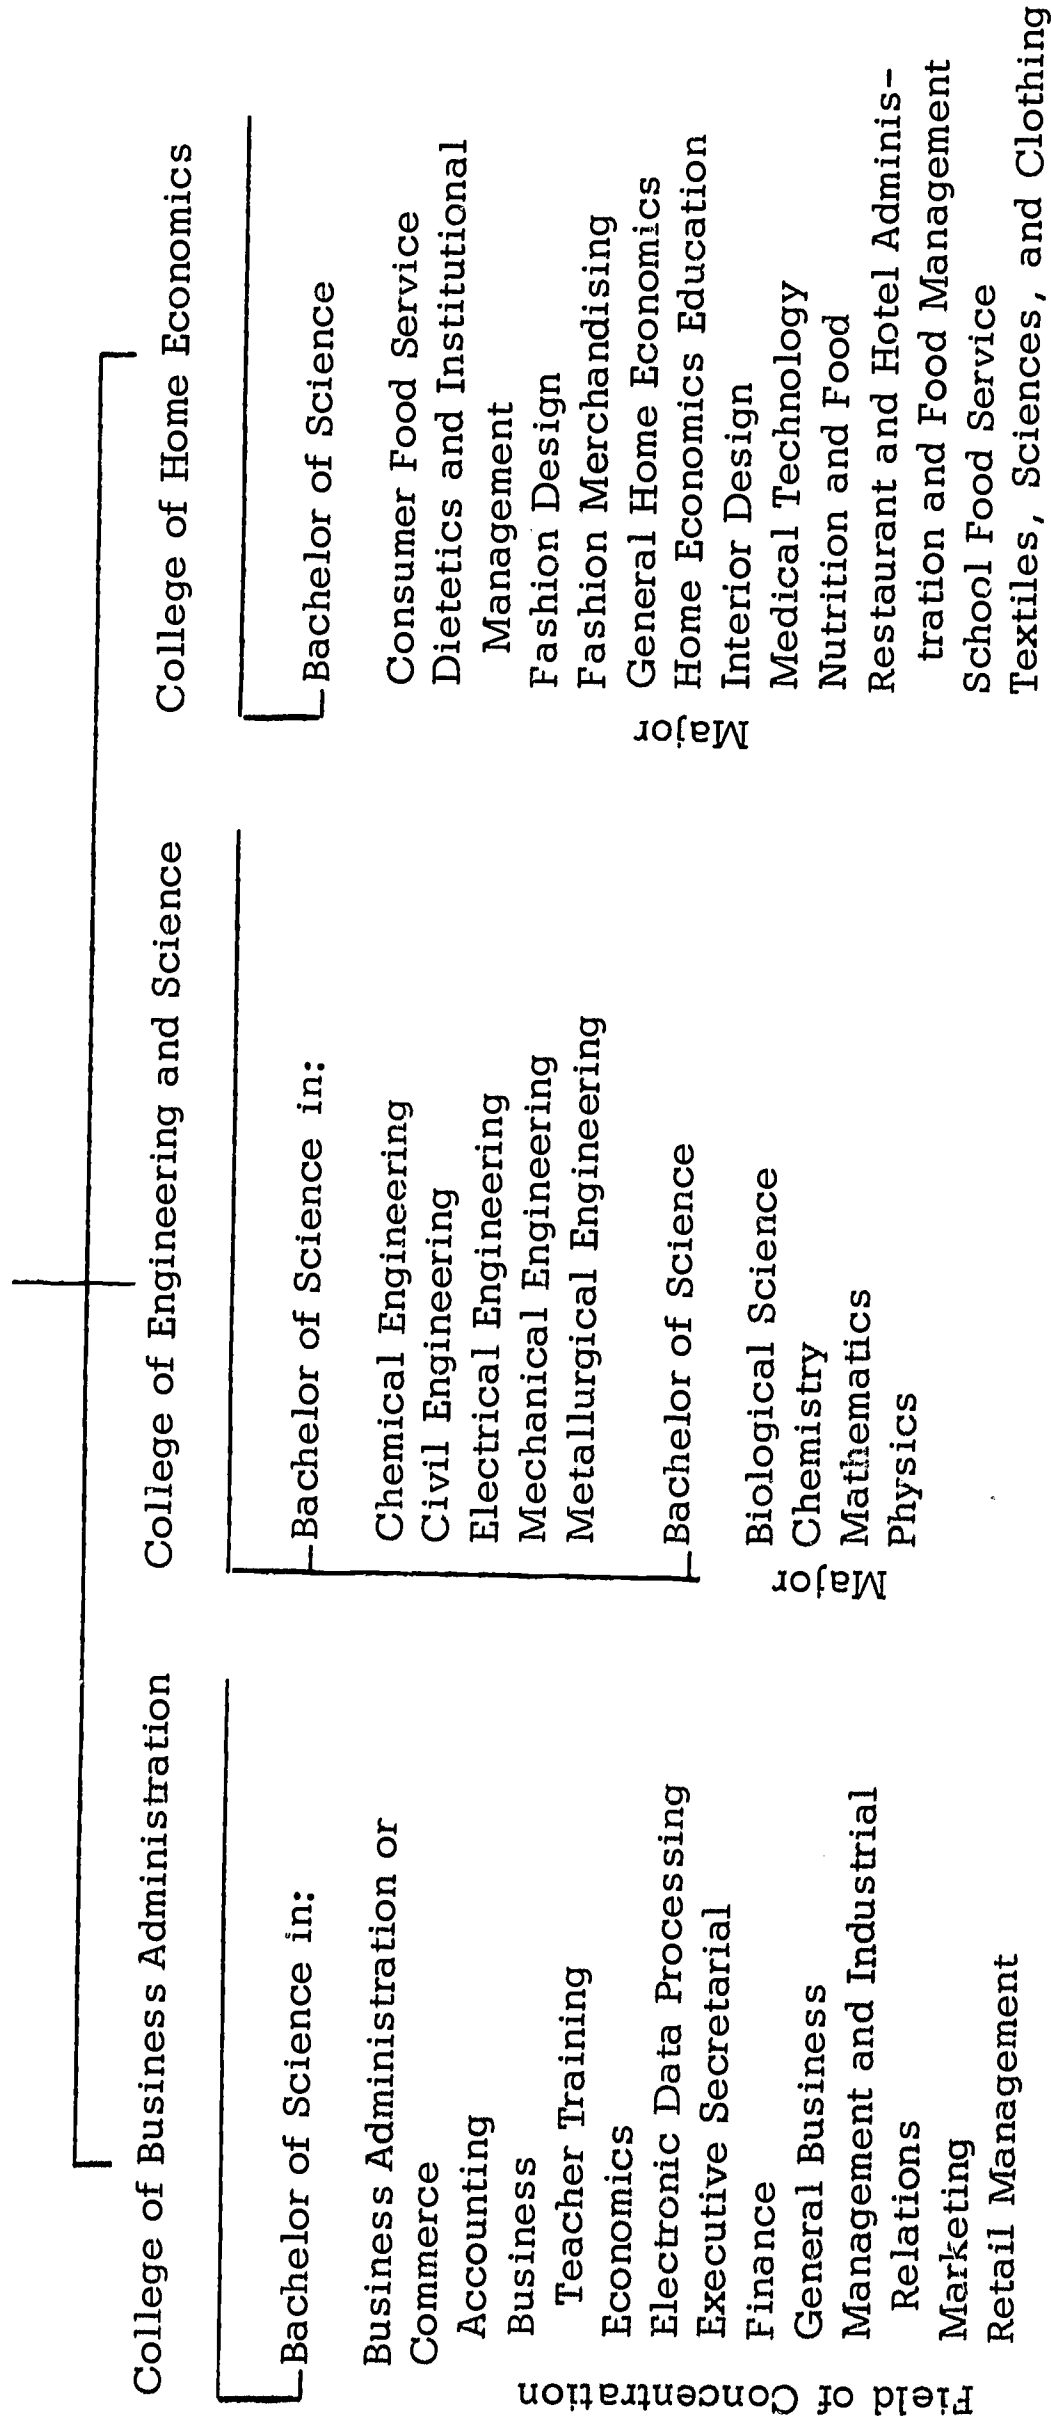 College of Business Administration
Bachelor of Science in:
Field of Concentration
Business Administration or
Commerce
Accounting
Business
Teacher Training
Economics
Electronic Data Processing
Executive Secretarial
Finance
General Business
Management and Industrial
Relations
Marketing
Retail Management
College of Engineering and Science
Bachelor of Science in:
Chemical Engineering
Civil Engineering
Electrical Engineering
Mechanical Engineering
Metallurgical Engineering
Bachelor of Science
Major
Biological Science
Chemistry
Mathematics
Physics
College of Home Economics
Bachelor of Science
Major
Consumer Food Service
Dietetics and Institutional
Management
Fashion Design
Fashion Merchandising
General Home Economics
Home Economics Education
Interior Design
Medical Technology
Nutrition and Food
Restaurant and Hotel Adminis-
tration and Food Management
School Food Service
Textiles, Sciences, and Clothing